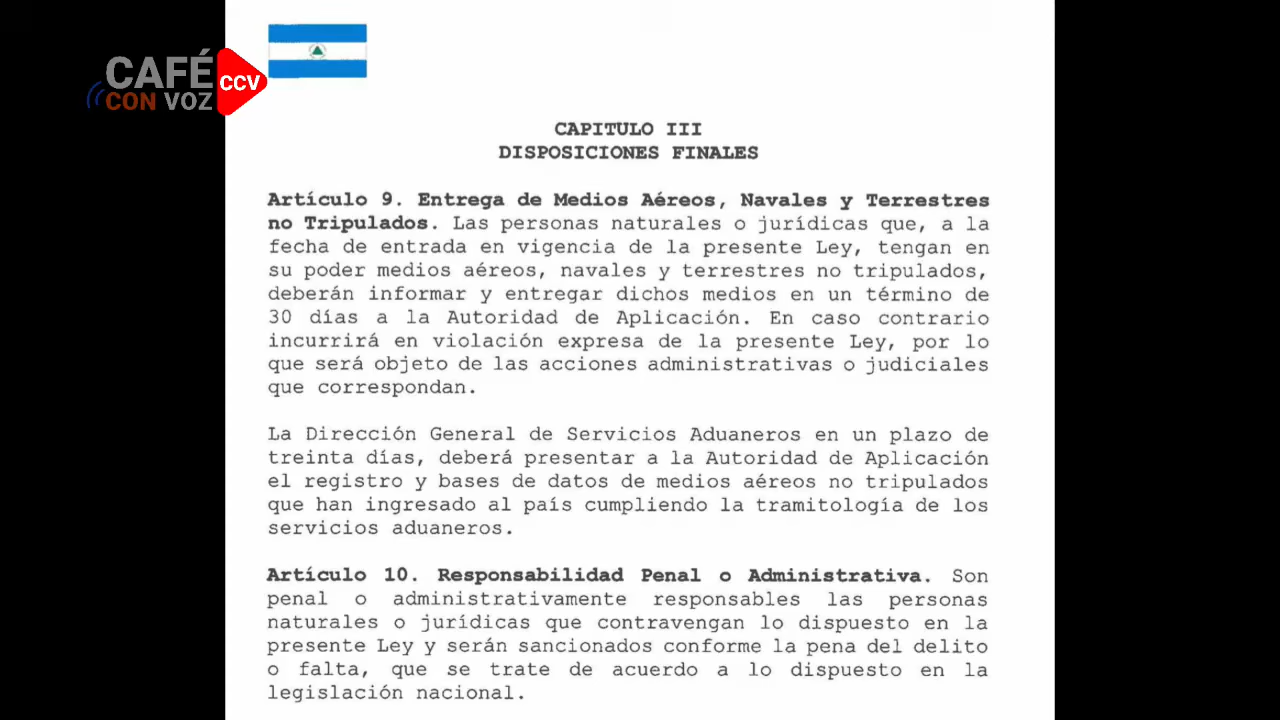 CAFÉ
CON VOZ
CCV
CAPITULO III
DISPOSICIONES FINALES
Artículo 9. Entrega de Medios Aéreos, Navales y Terrestres
no Tripulados. Las personas naturales o jurídicas que, a la
fecha de entrada en vigencia de la presente Ley, tengan en
su poder medios aéreos, navales y terrestres no tripulados,
deberán informar y entregar dichos medios en un término de
30 días a la Autoridad de Aplicación. En caso contrario
incurrirá en violación expresa de la presente Ley, por lo
que será objeto de las acciones administrativas o judiciales
que correspondan.
La Dirección General de Servicios Aduaneros en un plazo de
treinta días, deberá presentar a la Autoridad de Aplicación
el registro y bases de datos de medios aéreos no tripulados
que han ingresado al país cumpliendo la tramitología de los
servicios aduaneros.
Artículo 10. Responsabilidad Penal o Administrativa. Son
penal o administrativamente responsables las personas
naturales o jurídicas que contravengan lo dispuesto en la
presente Ley y serán sancionados conforme la pena del delito
o falta, que se trate de acuerdo a lo dispuesto en la
legislación nacional.